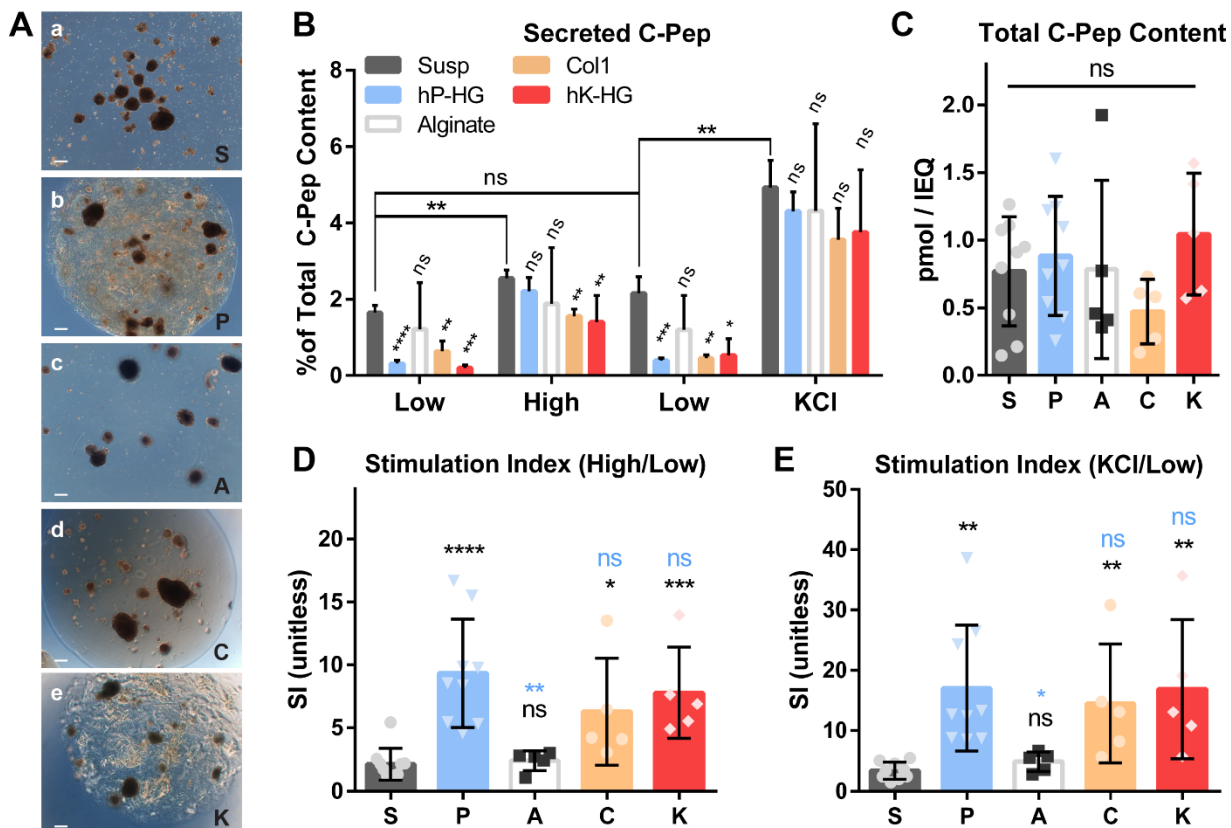 A
a
S
b
P
c
A
d
C
e
K
B
Secreted C-Pep
Susp
Col1
hP-HG
hK-HG
Alginate
% of Total C-Pep Content
8
6
4
2
0
**
ns
**
****
ns
**
***
ns
ns
**
**
***
ns
**
*
ns
ns
ns
ns
Low
High
Low
KCl
C
Total C-Pep Content
ns
pmol / IEQ
2.0
1.5
1.0
0.5
0.0
S P A C K
D
Stimulation Index (High/Low)
SI (unitless)
20
15
10
5
0
****
**
ns
ns
*
ns
***
S P A C K
E
Stimulation Index (KCl/Low)
SI (unitless)
50
40
30
20
10
0
**
*
ns
ns
**
ns
**
S P A C K